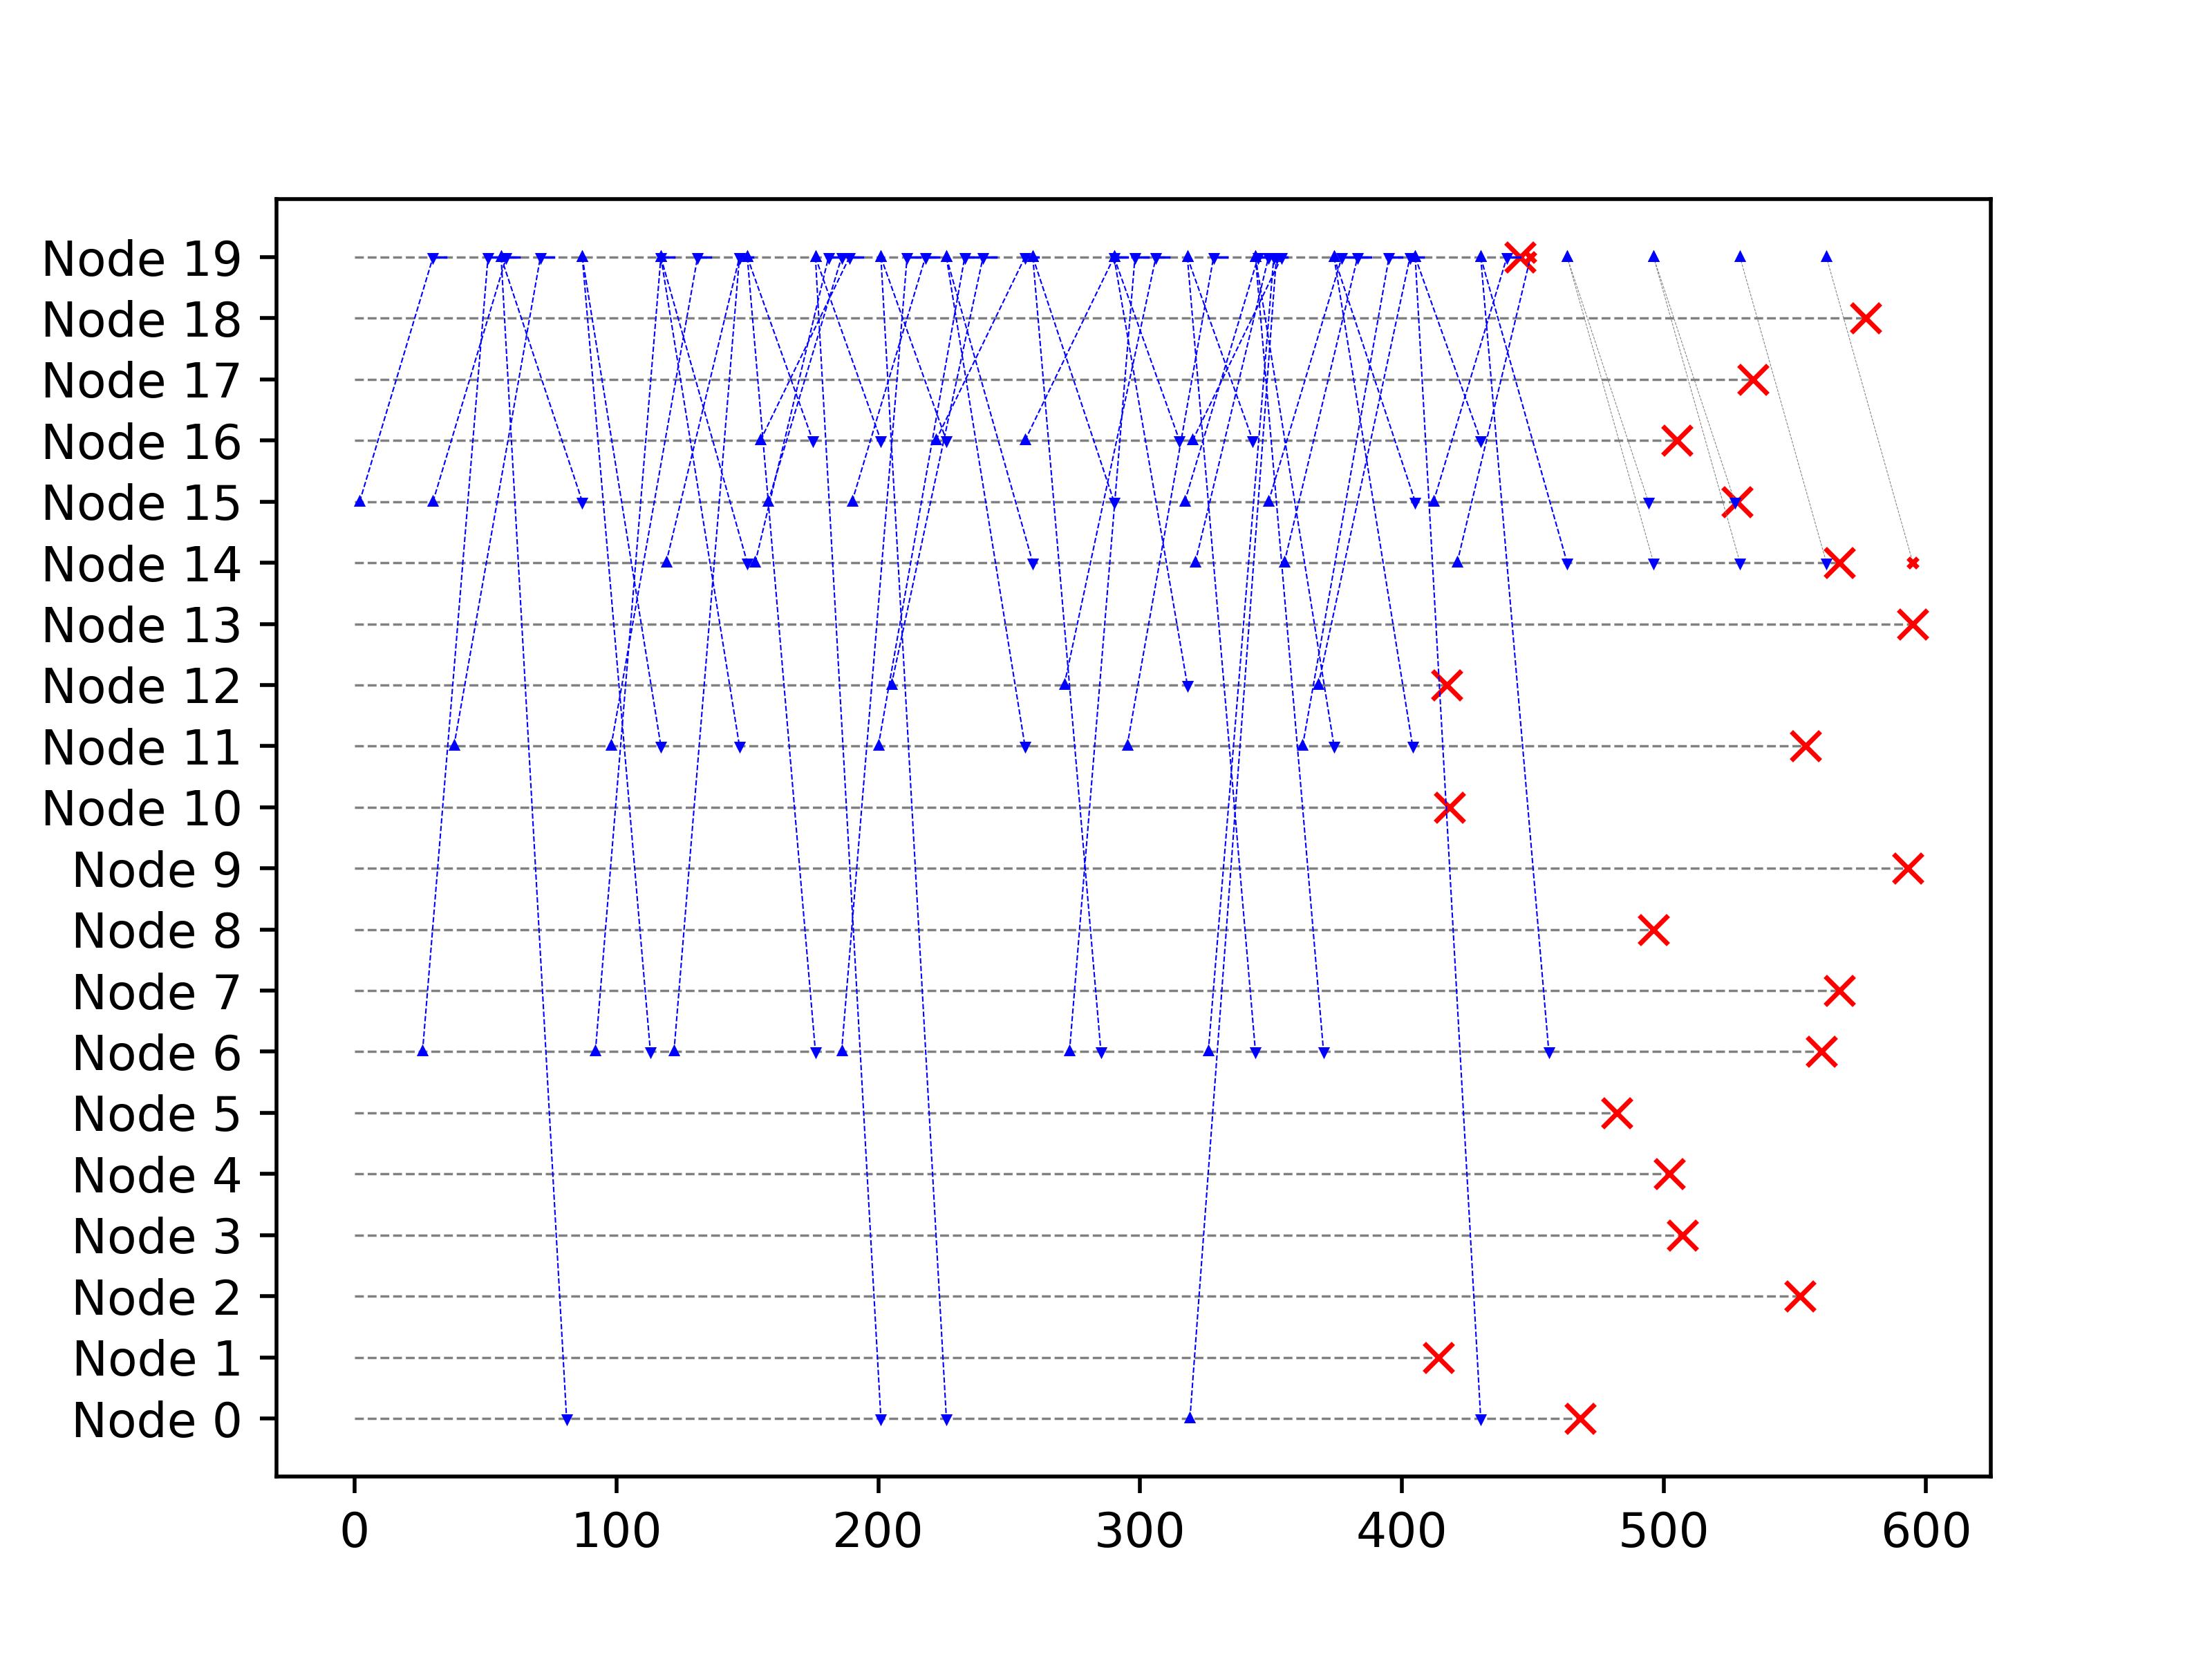 Node 19
Node 18
Node 17
Node 16
Node 15
Node 14
Node 13
Node 12
Node 11
Node 10
Node 9
Node 8
Node 7
Node 6
Node 5
Node 4
Node 3
Node 2
Node 1
Node 0
0 100 200 300 400 500 600